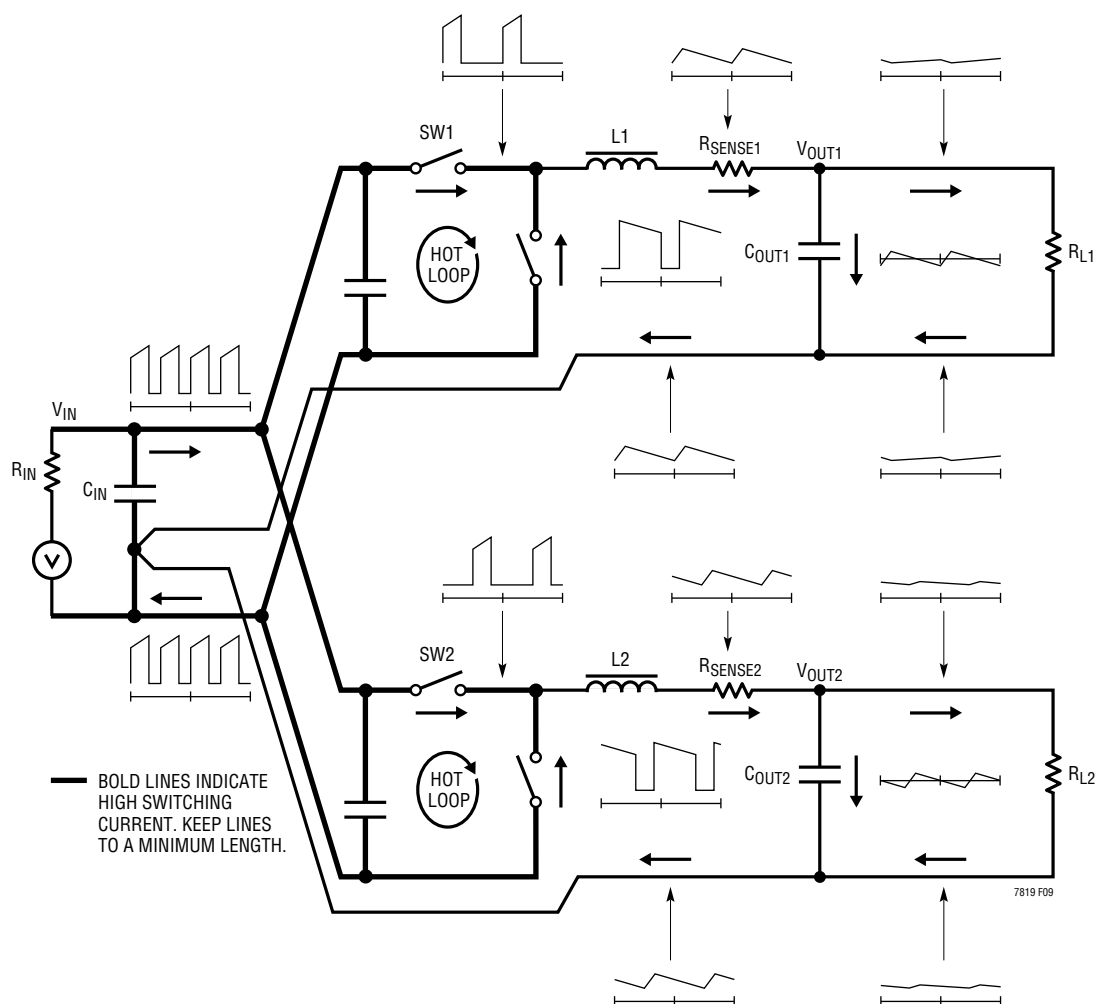 SW1
L1
RSENSE1
VOUT1
HOT
LOOP
COUT1
RL1
VIN
RIN
CIN
V
SW2
L2
RSENSE2
VOUT2
HOT
LOOP
COUT2
RL2
BOLD LINES INDICATE
HIGH SWITCHING
CURRENT. KEEP LINES
TO A MINIMUM LENGTH.
7819 F09